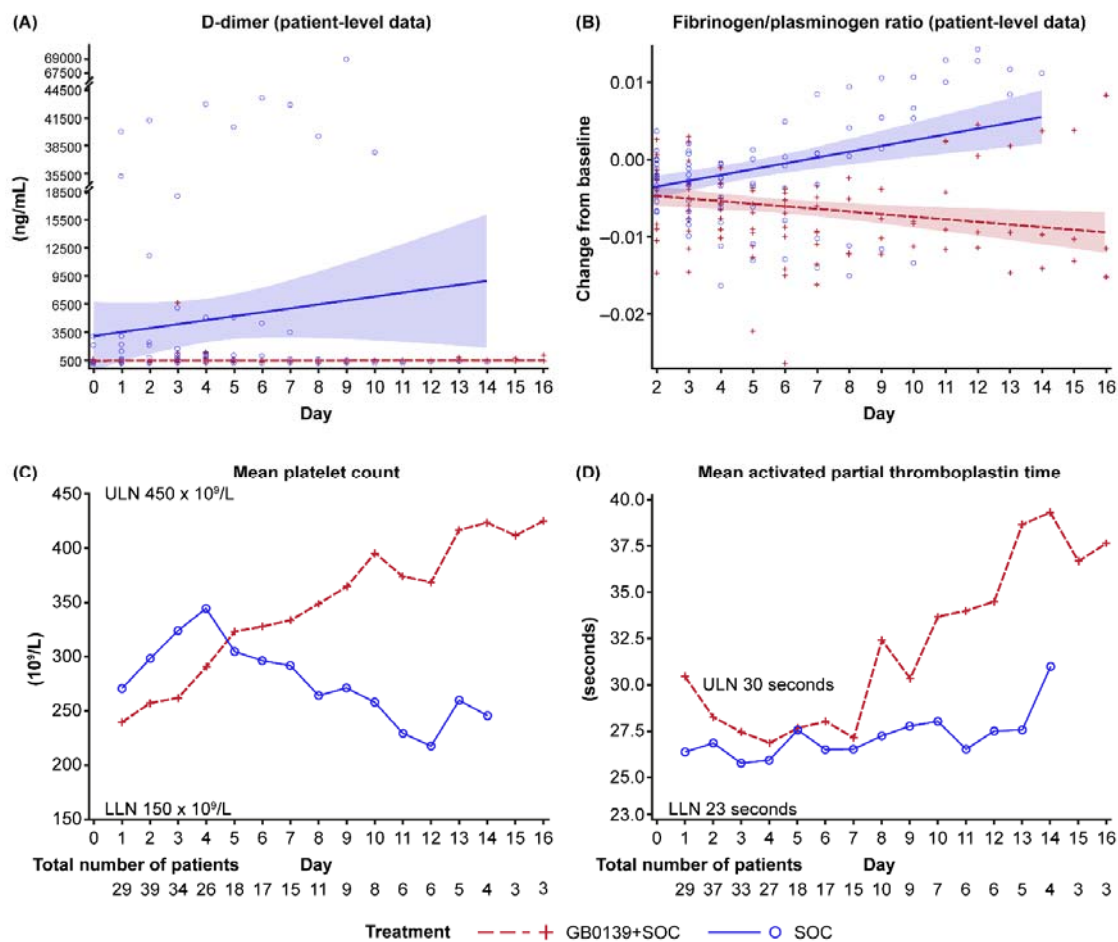 (A) D-dimer (patient-level data)
69000
67500
44500
41500
38500
35500
18500
15500
12500
9500
6500
3500
500
(ng/mL)
0 1 2 3 4 5 6 7 8 9 10 11 12 13 14 15 16
Day
(B) Fibrinogen/plasminogen ratio (patient-level data)
0.01
0.00
−0.01
−0.02
Change from baseline
2 3 4 5 6 7 8 9 10 11 12 13 14 15 16
Day
(C) Mean platelet count
450
400
350
300
250
200
150
(10⁹/L)
ULN 450 x 10⁹/L
LLN 150 x 10⁹/L
0 1 2 3 4 5 6 7 8 9 10 11 12 13 14 15 16
Total number of patients Day
29 39 34 26 18 17 15 11 9 8 6 6 5 4 3 3
(D) Mean activated partial thromboplastin time
40.0
37.5
35.0
32.5
30.0
27.5
25.0
23.0
(seconds)
ULN 30 seconds
LLN 23 seconds
0 1 2 3 4 5 6 7 8 9 10 11 12 13 14 15 16
Total number of patients Day
29 37 33 27 18 17 15 10 9 7 6 6 5 4 3 3
Treatment GB0139+SOC SOC